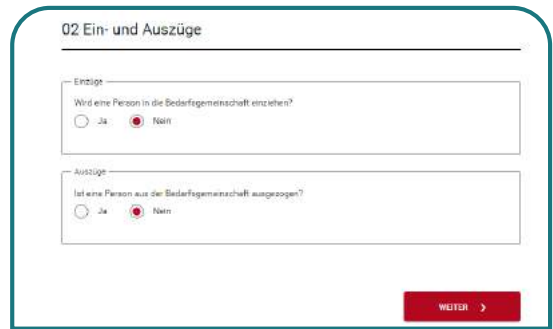 02 Ein- und Auszüge
Einzüge
Wird eine Person in die Bedarfsgemeinschaft einziehen?
Ja Nein
Auszüge
Ist eine Person aus der Bedarfsgemeinschaft ausgezogen?
Ja Nein
WEITER